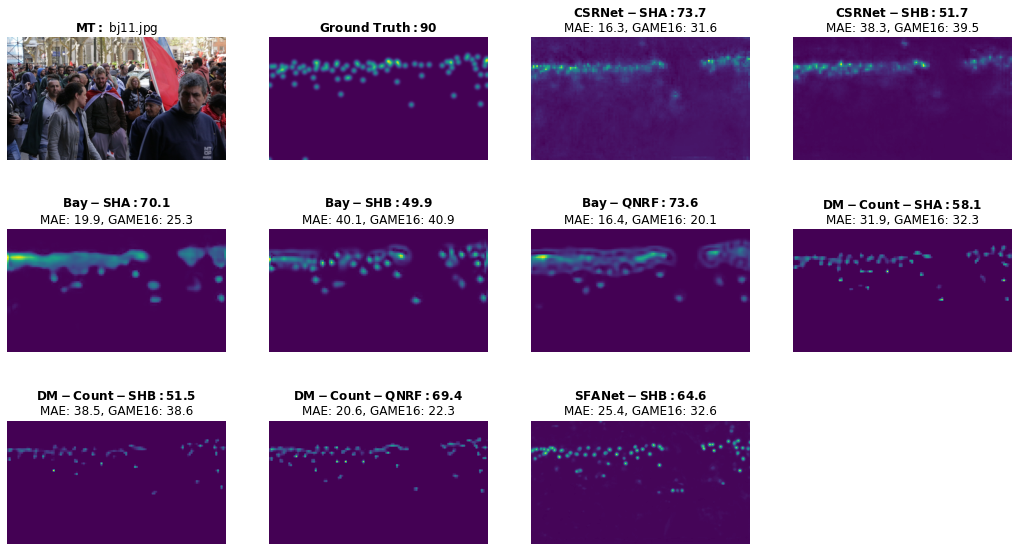 MT: bj11.jpg
Ground Truth:90
CSRNet−SHA:73.7
MAE: 16.3, GAME16: 31.6
CSRNet−SHB:51.7
MAE: 38.3, GAME16: 39.5
Bay−SHA:70.1
MAE: 19.9, GAME16: 25.3
Bay−SHB:49.9
MAE: 40.1, GAME16: 40.9
Bay−QNRF:73.6
MAE: 16.4, GAME16: 20.1
DM−Count−SHA:58.1
MAE: 31.9, GAME16: 32.3
DM−Count−SHB:51.5
MAE: 38.5, GAME16: 38.6
DM−Count−QNRF:69.4
MAE: 20.6, GAME16: 22.3
SFANet−SHB:64.6
MAE: 25.4, GAME16: 32.6